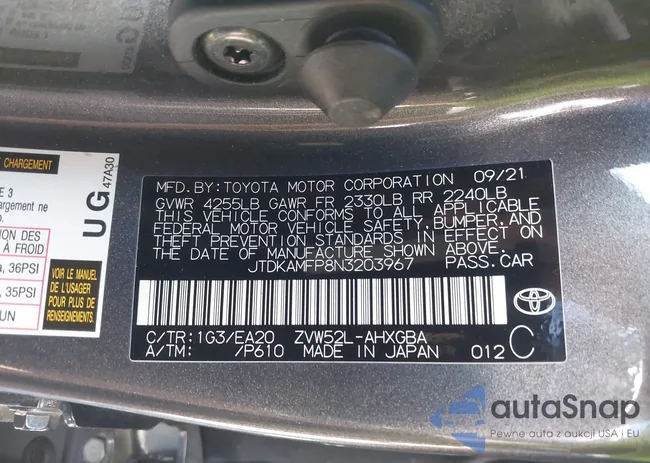 CHARGEMENT
E 3
hargement ne
ION DES
À FROID
a, 36PSI
, 35PSI
UN
UG
47A30
VOIR LE MANUEL
DE L'USAGER
POUR PLUS DE
RENSEIGNEMENTS
MFD.BY:TOYOTA MOTOR CORPORATION 09/21
GVWR 4255LB GAWR FR 2330LB RR 2240LB
THIS VEHICLE CONFORMS TO ALL APPLICABLE
FEDERAL MOTOR VEHICLE SAFETY,BUMPER,AND
THEFT PREVENTION STANDARDS IN EFFECT ON
THE DATE OF MANUFACTURE SHOWN ABOVE.
JTDKAMFP8N3203967 PASS.CAR
C/TR:1G3/EA20 ZVW52L-AHXGBA
A/TM: /P610 MADE IN JAPAN 012 C
autaSnap
Pewne auta z aukcji USA i EU